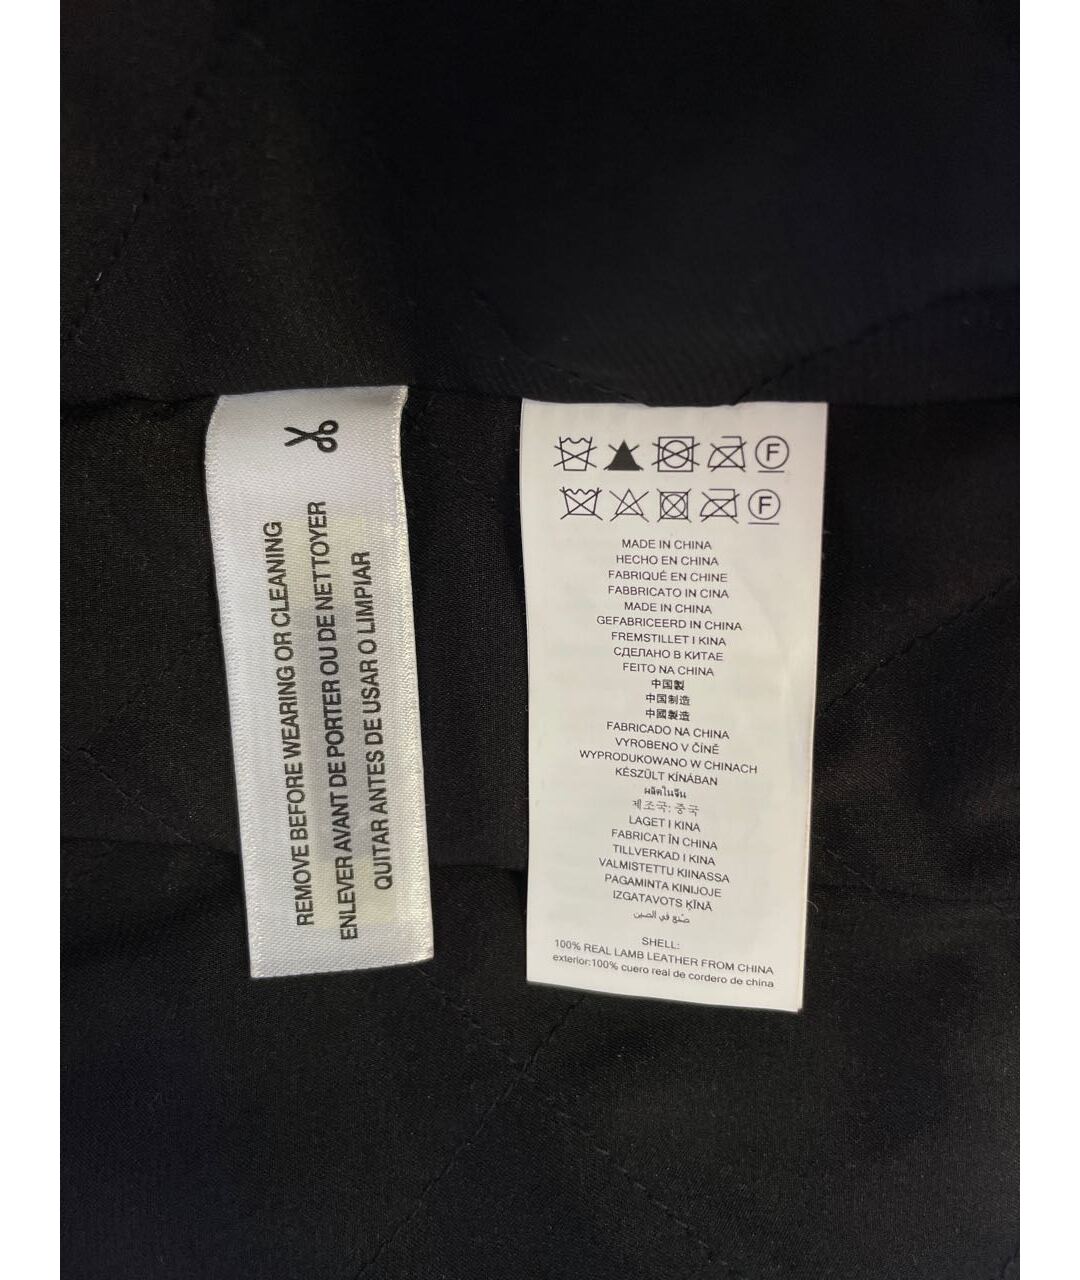 REMOVE BEFORE WEARING OR CLEANING
ENLEVER AVANT DE PORTER OU DE NETTOYER
QUITAR ANTES DE USAR O LIMPIAR
F
F
MADE IN CHINA
HECHO EN CHINA
FABRIQUÉ EN CHINE
FABBRICATO IN CINA
MADE IN CHINA
GEFABRICEERD IN CHINA
FREMSTILLET I KINA
СДЕЛАНО В КИТАЕ
FEITO NA CHINA
中国製
中国制造
中國製造
FABRICADO NA CHINA
VYROBENO V ČÍNĚ
WYPRODUKOWANO W CHINACH
KÉSZÜLT KÍNÁBAN
ผลิตในจีน
제조국: 중국
LAGET I KINA
FABRICAT ÎN CHINA
TILLVERKAD I KINA
VALMISTETTU KIINASSA
PAGAMINTA KINIJOJE
IZGATAVOTS ĶĪNĀ
صنع في الصين
SHELL:
100% REAL LAMB LEATHER FROM CHINA
exterior:100% cuero real de cordero de china